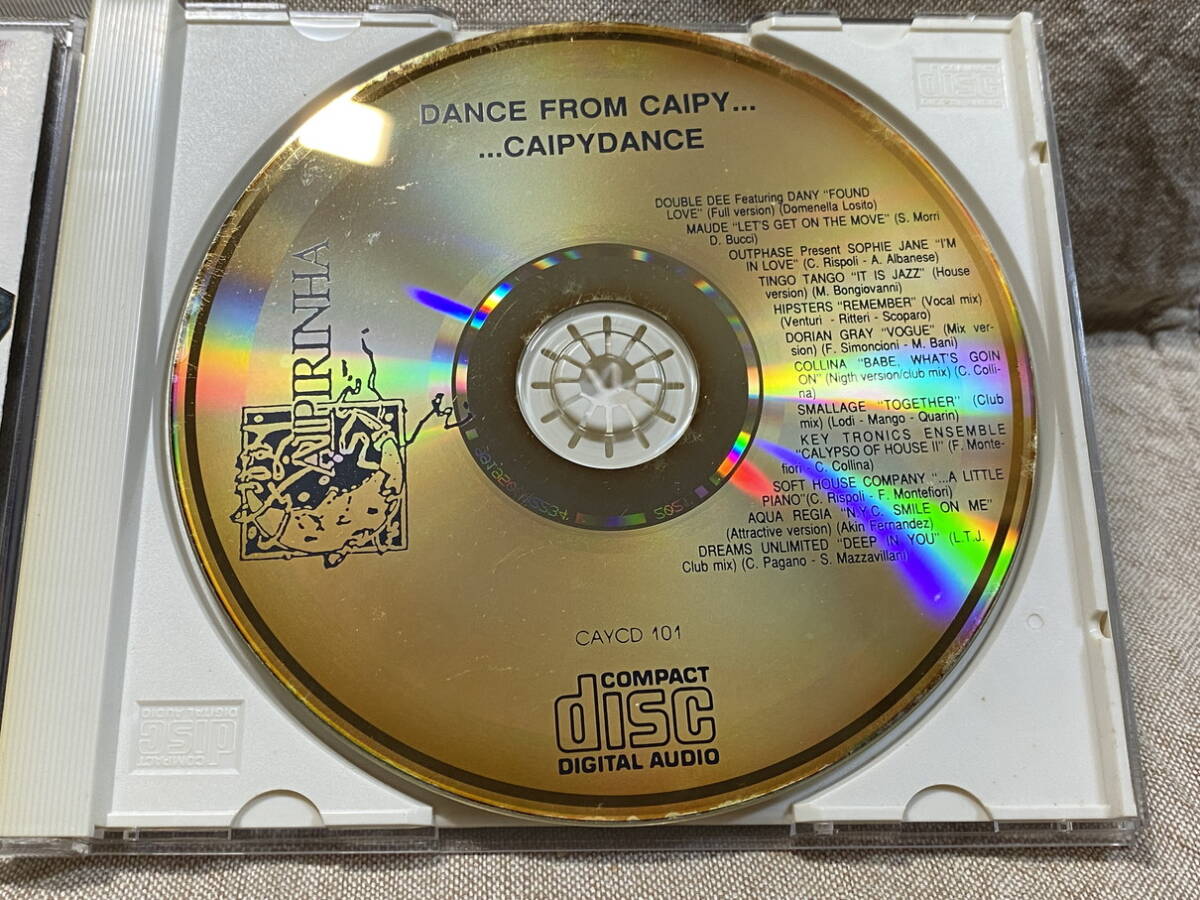 DANCE FROM CAIPY...
...CAIPYDANCE
DOUBLE DEE Featuring DANY "FOUND
LOVE" (Full version) (Domenella Losito)
MAUDE "LET'S GET ON THE MOVE" (S. Morri
D. Bucci)
OUTPHASE Present SOPHIE JANE "I'M
IN LOVE" (C. Rispoli - A. Albanese)
TINGO TANGO "IT IS JAZZ" (House
version) (M. Bongiovanni)
HIPSTERS "REMEMBER" (Vocal mix)
(Venturi - Ritteri - Scoparo)
DORIAN GRAY "VOGUE" (Mix ver-
sion) (F. Simoncioni - M. Bani)
COLLINA "BABE, WHAT'S GOIN
ON" (Nigth version/club mix) (C. Colli-
na)
SMALLAGE "TOGETHER" (Club
mix) (Lodi - Mango - Quarin)
KEY TRONICS ENSEMBLE
"CALYPSO OF HOUSE II" (F. Monte-
fiori - C. Collina)
SOFT HOUSE COMPANY "...A LITTLE
PIANO" (C. Rispoli - F. Montefiori)
AQUA REGIA "N.Y.C. SMILE ON ME"
(Attractive version) (Akin Fernandez)
DREAMS UNLIMITED "DEEP IN YOU" (L.T.J.
Club mix) (C. Pagano - S. Mazzavillani)
CAIPIRINHA
CAYCD 101
COMPACT
disc
DIGITAL AUDIO
disc
COMPACT
disc
DIGITAL AUDIO